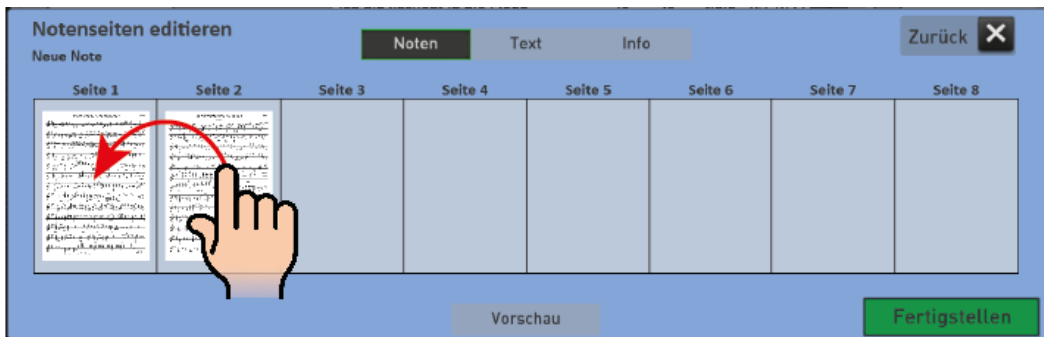 Notenseiten editieren
Neue Note
Noten Text Info
Zurück
Seite 1 Seite 2 Seite 3 Seite 4 Seite 5 Seite 6 Seite 7 Seite 8
Vorschau
Fertigstellen